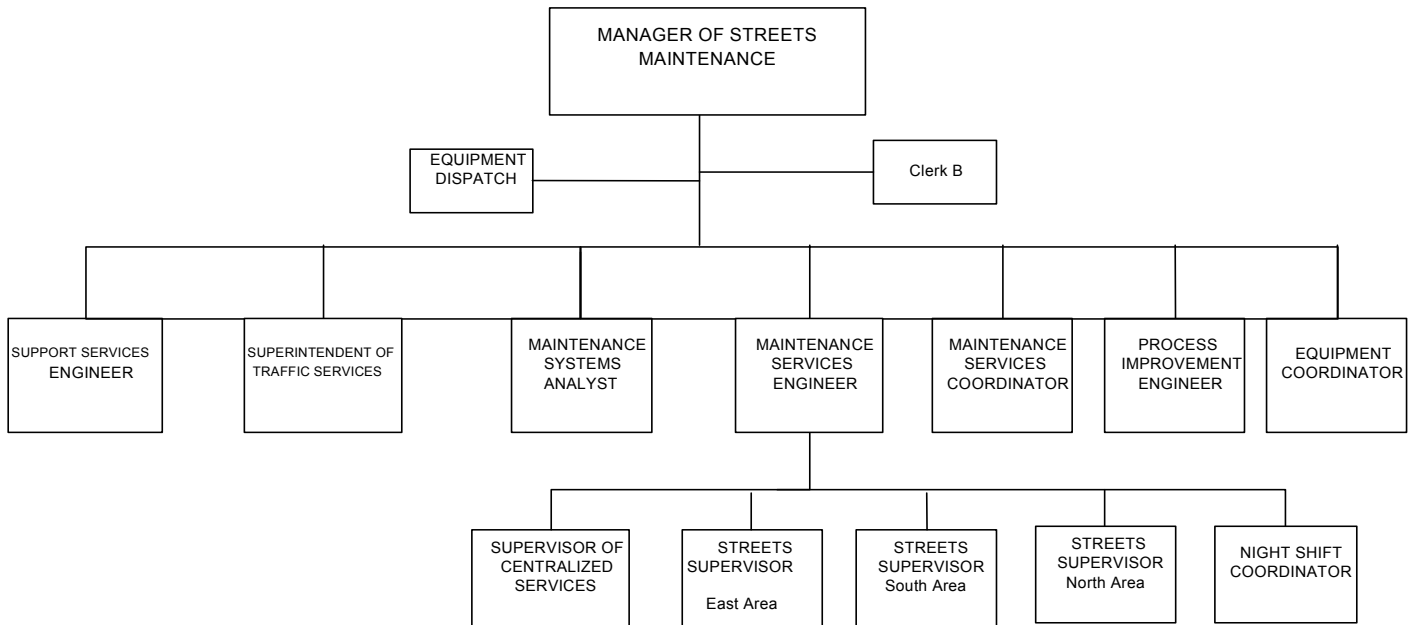 MANAGER OF STREETS
MAINTENANCE
EQUIPMENT
DISPATCH
Clerk B
SUPPORT SERVICES
ENGINEER
SUPERINTENDENT OF
TRAFFIC SERVICES
MAINTENANCE
SYSTEMS
ANALYST
MAINTENANCE
SERVICES
ENGINEER
MAINTENANCE
SERVICES
COORDINATOR
PROCESS
IMPROVEMENT
ENGINEER
EQUIPMENT
COORDINATOR
SUPERVISOR OF
CENTRALIZED
SERVICES
STREETS
SUPERVISOR
East Area
STREETS
SUPERVISOR
South Area
STREETS
SUPERVISOR
North Area
NIGHT SHIFT
COORDINATOR